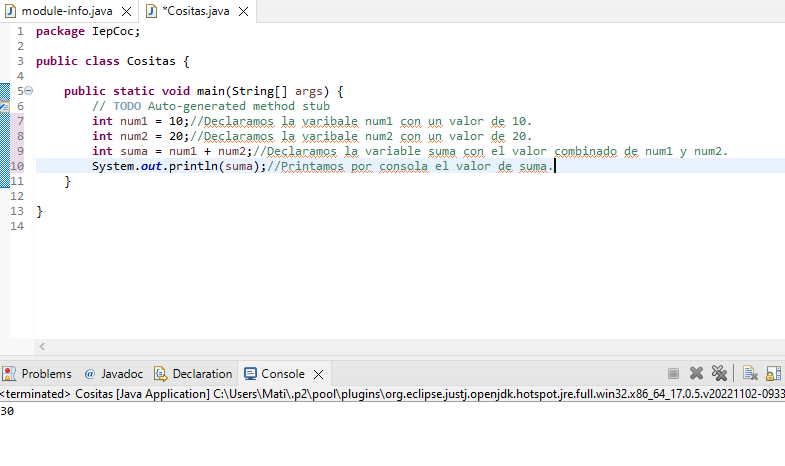 module-info.java *Cositas.java
1 package IepCoc;
2
3 public class Cositas {
4
5 public static void main(String[] args) {
6 // TODO Auto-generated method stub
7 int num1 = 10;//Declaramos la varibale num1 con un valor de 10.
8 int num2 = 20;//Declaramos la varibale num2 con un valor de 20.
9 int suma = num1 + num2;//Declaramos la variable suma con el valor combinado de num1 y num2.
10 System.out.println(suma);//Printamos por consola el valor de suma.
11 }
12
13 }
14
Problems @ Javadoc Declaration Console
<terminated> Cositas [Java Application] C:\Users\Mati\.p2\pool\plugins\org.eclipse.justj.openjdk.hotspot.jre.full.win32.x86_64_17.0.5.v20221102-0933
30